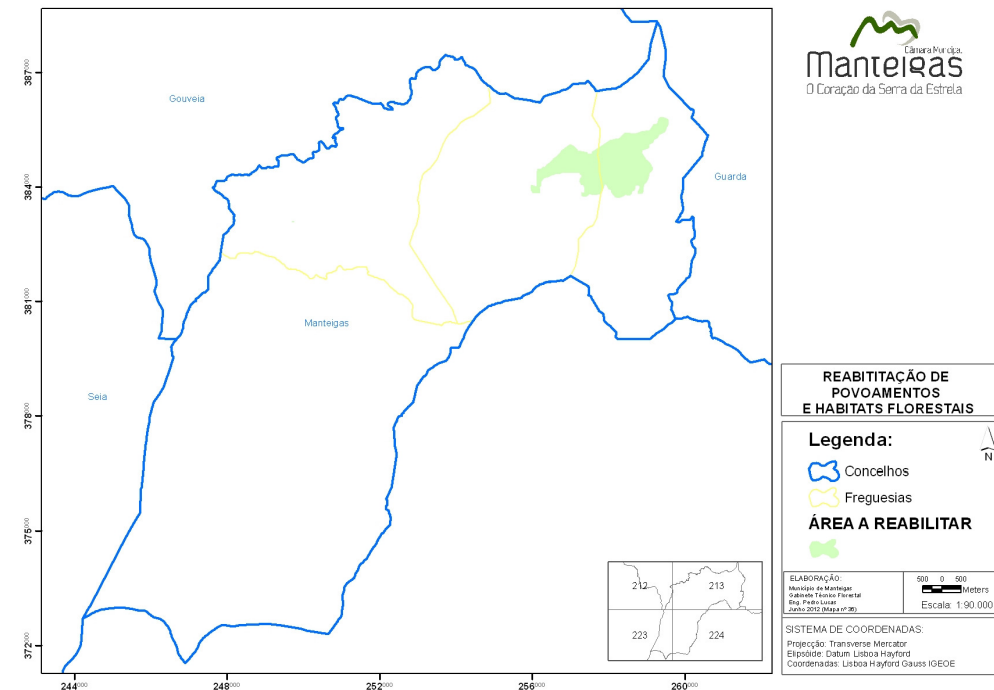 Câmara Municipal
Manteigas
O Coração da Serra da Estrela
387000
384000
381000
378000
375000
372000
Gouveia
Guarda
Manteigas
Seia
244000
248000
252000
256000
260000
212
213
223
224
REABITITAÇÃO DE
POVOAMENTOS
E HABITATS FLORESTAIS
Legenda:
N
Concelhos
Freguesias
ÁREA A REABILITAR
ELABORAÇÃO:
Município de Manteigas
Gabinete Técnico Florestal
Eng. Pedro Lucas
Junho 2012 (Mapa nº 36)
500 0 500
Meters
Escala: 1:90.000
SISTEMA DE COORDENADAS:
Projecção: Transverse Mercator
Elipsóide: Datum Lisboa Hayford
Coordenadas: Lisboa Hayford Gauss IGEOE